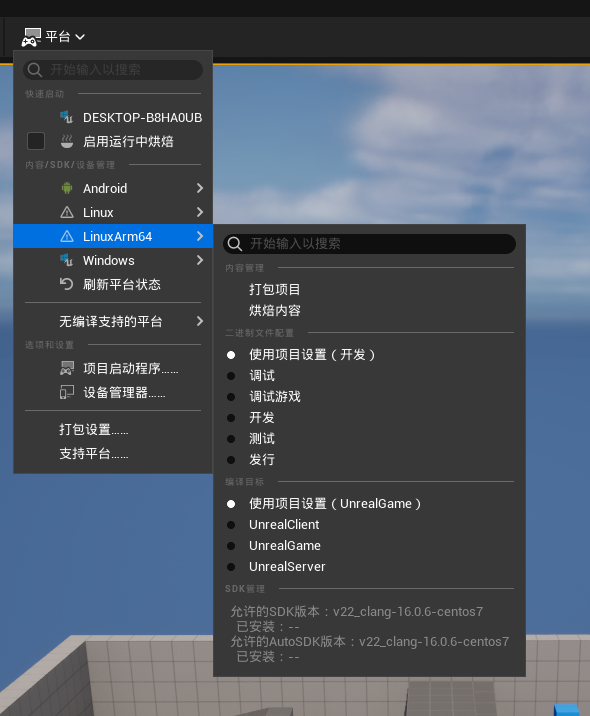 平台
开始输入以搜索
快速启动
DESKTOP-B8HA0UB
启用运行中烘焙
内容/SDK/设备管理
Android
Linux
LinuxArm64
Windows
刷新平台状态
无编译支持的平台
选项和设置
项目启动程序......
设备管理器......
打包设置......
支持平台......
开始输入以搜索
内容管理
打包项目
烘焙内容
二进制文件配置
使用项目设置（开发）
调试
调试游戏
开发
测试
发行
编译目标
使用项目设置（UnrealGame）
UnrealClient
UnrealGame
UnrealServer
SDK管理
允许的SDK版本：v22_clang-16.0.6-centos7
已安装：--
允许的AutoSDK版本：v22_clang-16.0.6-centos7
已安装：--